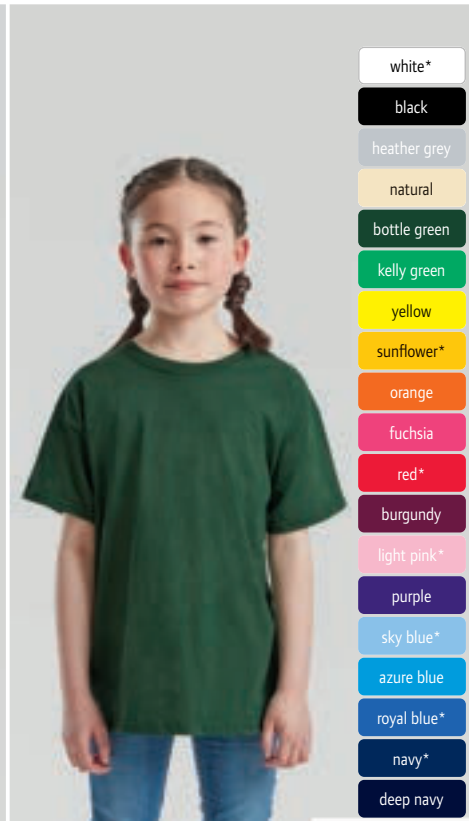 white*
black
heather grey
natural
bottle green
kelly green
yellow
sunflower*
orange
fuchsia
red*
burgundy
light pink*
purple
sky blue*
azure blue
royal blue*
navy*
deep navy